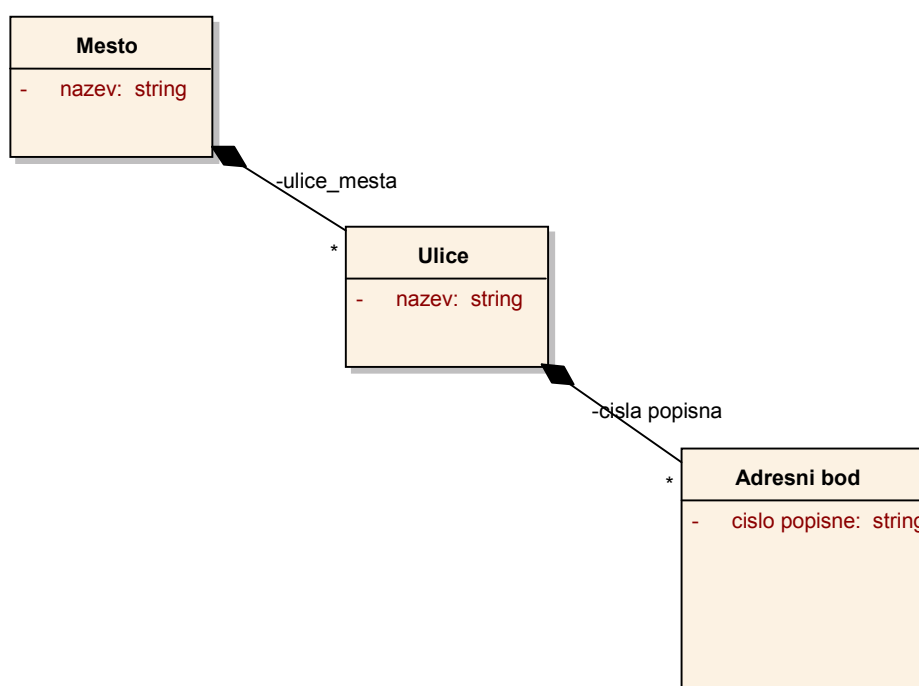 Mesto
- nazev: string
-ulice_mesta
*
Ulice
- nazev: string
-cisla popisna
*
Adresni bod
- cislo popisne: string